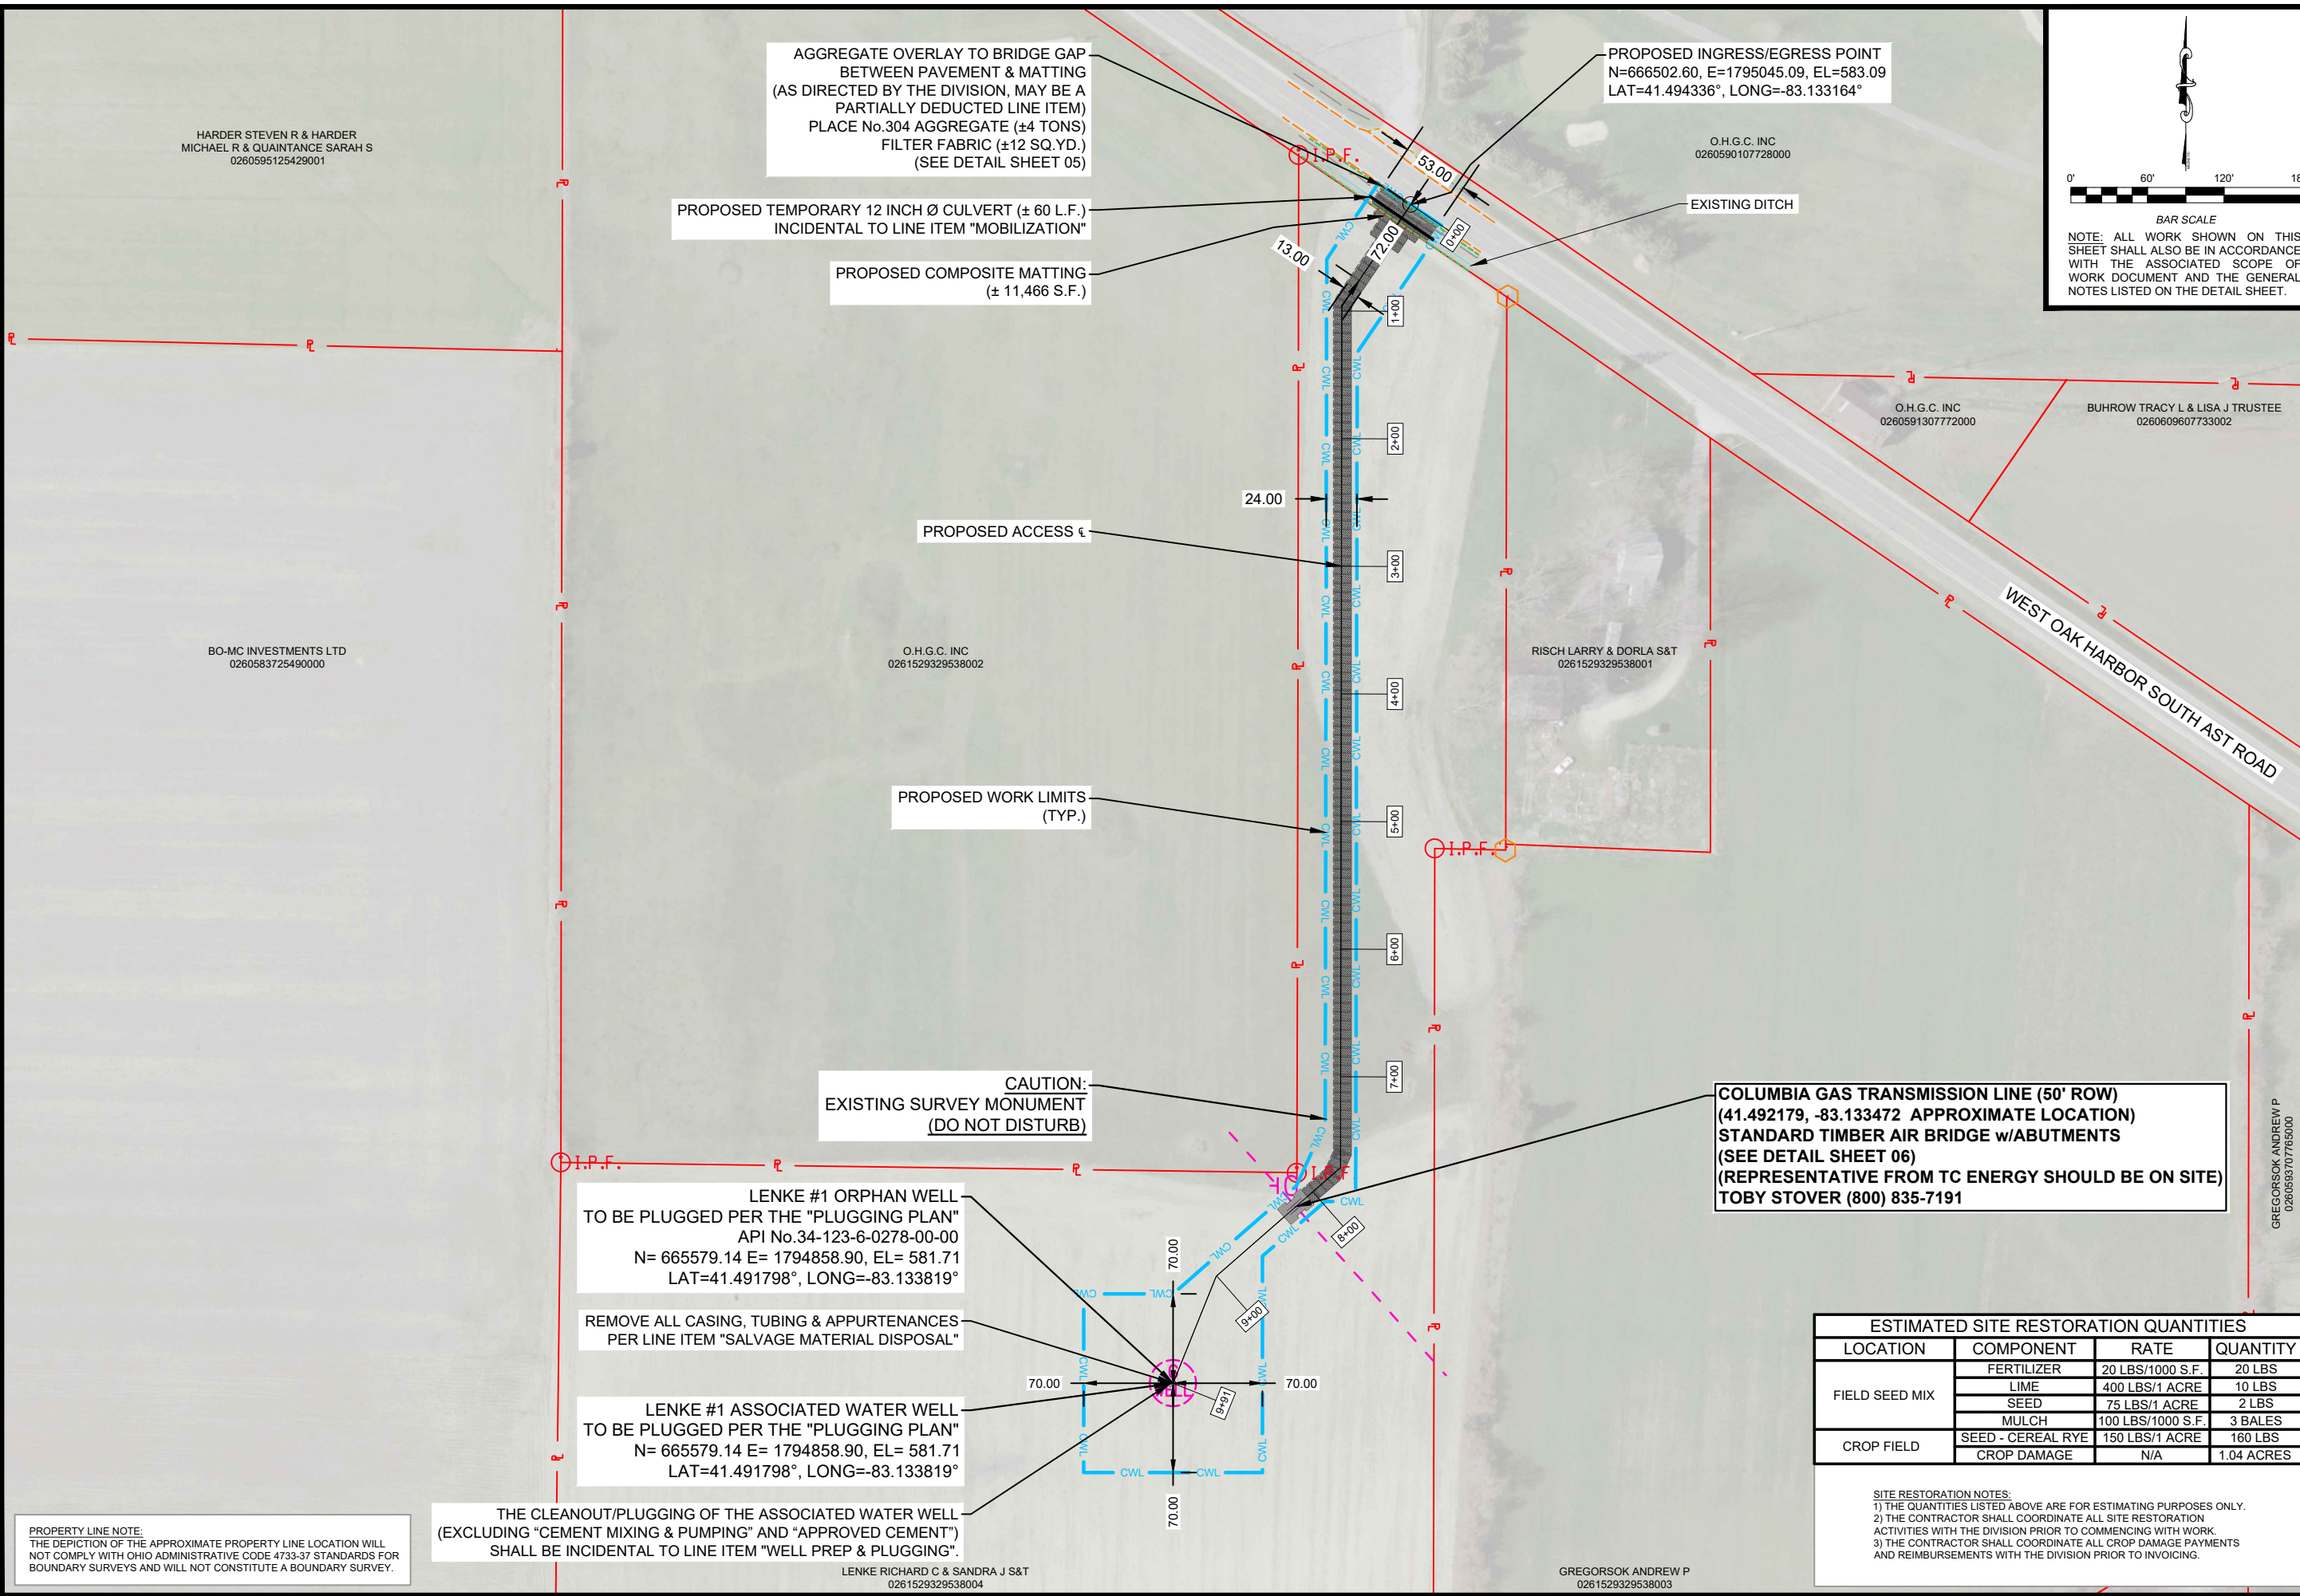 AGGREGATE OVERLAY TO BRIDGE GAP
BETWEEN PAVEMENT & MATTING
(AS DIRECTED BY THE DIVISION, MAY BE A
PARTIALLY DEDUCTED LINE ITEM)
PLACE No.304 AGGREGATE (±4 TONS)
FILTER FABRIC (±12 SQ.YD.)
(SEE DETAIL SHEET 05)
PROPOSED INGRESS/EGRESS POINT
N=666502.60, E=1795045.09, EL=583.09
LAT=41.494336°, LONG=-83.133164°
0' 60' 120' 18
BAR SCALE
NOTE: ALL WORK SHOWN ON THIS
SHEET SHALL ALSO BE IN ACCORDANCE
WITH THE ASSOCIATED SCOPE OF
WORK DOCUMENT AND THE GENERAL
NOTES LISTED ON THE DETAIL SHEET.
HARDER STEVEN R & HARDER
MICHAEL R & QUAINTANCE SARAH S
0260595125429001
O.H.G.C. INC
0260590107728000
I.P.F.
53.00
PROPOSED TEMPORARY 12 INCH Ø CULVERT (± 60 L.F.)
INCIDENTAL TO LINE ITEM "MOBILIZATION"
EXISTING DITCH
PROPOSED COMPOSITE MATTING
(± 11,466 S.F.)
13.00
72.00
0+00
1+00
O.H.G.C. INC
0260591307772000
BUHROW TRACY L & LISA J TRUSTEE
0260609607733002
2+00
24.00
PROPOSED ACCESS ℄
3+00
WEST OAK HARBOR SOUTH AST ROAD
BO-MC INVESTMENTS LTD
0260583725490000
O.H.G.C. INC
0261529329538002
RISCH LARRY & DORLA S&T
0261529329538001
4+00
PROPOSED WORK LIMITS
(TYP.)
5+00
I.P.F.
6+00
7+00
CAUTION:
EXISTING SURVEY MONUMENT
(DO NOT DISTURB)
COLUMBIA GAS TRANSMISSION LINE (50' ROW)
(41.492179, -83.133472 APPROXIMATE LOCATION)
STANDARD TIMBER AIR BRIDGE w/ABUTMENTS
(SEE DETAIL SHEET 06)
(REPRESENTATIVE FROM TC ENERGY SHOULD BE ON SITE)
TOBY STOVER (800) 835-7191
GREGORSOK ANDREW P
0260593707765000
I.P.F.
I.P.F
LENKE #1 ORPHAN WELL
TO BE PLUGGED PER THE "PLUGGING PLAN"
API No.34-123-6-0278-00-00
N= 665579.14 E= 1794858.90, EL= 581.71
LAT=41.491798°, LONG=-83.133819°
8+00
70.00
9+00
REMOVE ALL CASING, TUBING & APPURTENANCES
PER LINE ITEM "SALVAGE MATERIAL DISPOSAL"
70.00
70.00
9+91
LENKE #1 ASSOCIATED WATER WELL
TO BE PLUGGED PER THE "PLUGGING PLAN"
N= 665579.14 E= 1794858.90, EL= 581.71
LAT=41.491798°, LONG=-83.133819°
70.00
THE CLEANOUT/PLUGGING OF THE ASSOCIATED WATER WELL
(EXCLUDING “CEMENT MIXING & PUMPING” AND “APPROVED CEMENT”)
SHALL BE INCIDENTAL TO LINE ITEM "WELL PREP & PLUGGING".
ESTIMATED SITE RESTORATION QUANTITIES
LOCATION COMPONENT RATE QUANTITY
FIELD SEED MIX
FERTILIZER 20 LBS/1000 S.F. 20 LBS
LIME 400 LBS/1 ACRE 10 LBS
SEED 75 LBS/1 ACRE 2 LBS
MULCH 100 LBS/1000 S.F. 3 BALES
CROP FIELD
SEED - CEREAL RYE 150 LBS/1 ACRE 160 LBS
CROP DAMAGE N/A 1.04 ACRES
SITE RESTORATION NOTES:
1) THE QUANTITIES LISTED ABOVE ARE FOR ESTIMATING PURPOSES ONLY.
2) THE CONTRACTOR SHALL COORDINATE ALL SITE RESTORATION
ACTIVITIES WITH THE DIVISION PRIOR TO COMMENCING WITH WORK.
3) THE CONTRACTOR SHALL COORDINATE ALL CROP DAMAGE PAYMENTS
AND REIMBURSEMENTS WITH THE DIVISION PRIOR TO INVOICING.
PROPERTY LINE NOTE:
THE DEPICTION OF THE APPROXIMATE PROPERTY LINE LOCATION WILL
NOT COMPLY WITH OHIO ADMINISTRATIVE CODE 4733-37 STANDARDS FOR
BOUNDARY SURVEYS AND WILL NOT CONSTITUTE A BOUNDARY SURVEY.
LENKE RICHARD C & SANDRA J S&T
0261529329538004
GREGORSOK ANDREW P
0261529329538003